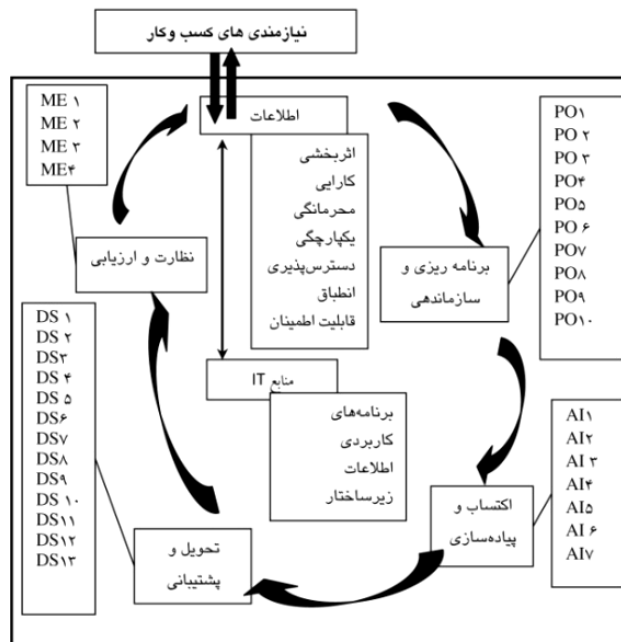 نیازمندی های کسب وکار
ME ۱
ME ۲
ME ۳
ME۴
اطلاعات
اثربخشی
کارایی
محرمانگی
یکپارچگی
دسترس‌پذیری
انطباق
قابلیت اطمینان
PO۱
PO ۲
PO ۳
PO۴
PO۵
PO ۶
PO۷
PO۸
PO۹
PO۱۰
نظارت و ارزیابی
برنامه ریزی و
سازماندهی
DS ۱
DS ۲
DS۳
DS ۴
DS ۵
DS۶
DS۷
DS۸
DS۹
DS ۱۰
DS۱۱
DS۱۲
DS۱۳
منابع IT
برنامه‌های
کاربردی
اطلاعات
زیرساختار
AI۱
AI۲
AI ۳
AI۴
AI۵
AI ۶
AI۷
اکتساب و
پیاده‌سازی
تحویل و
پشتیبانی